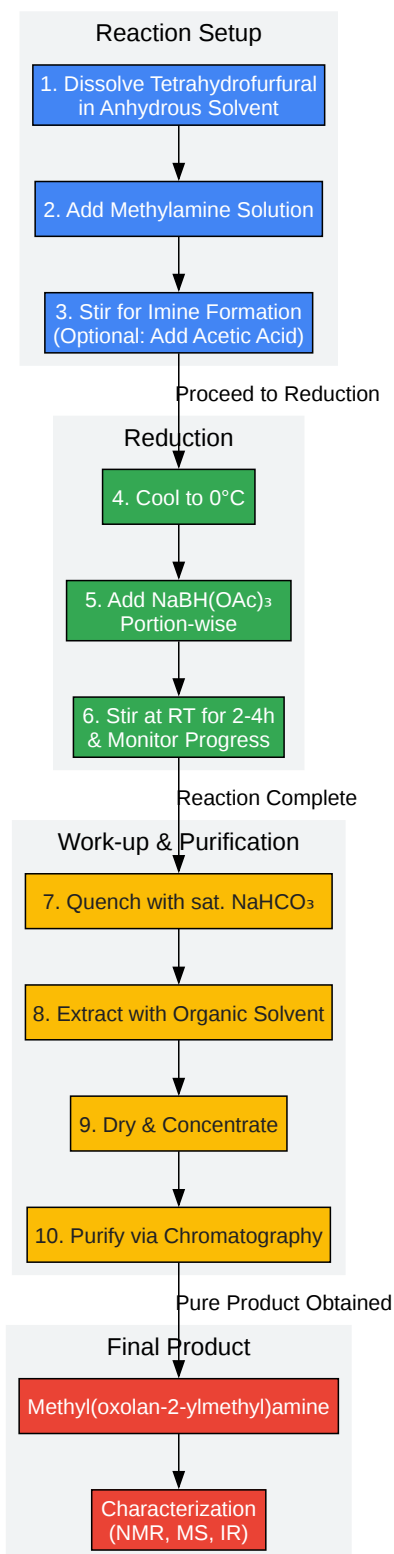 Reaction Setup
1. Dissolve Tetrahydrofurfural
in Anhydrous Solvent
2. Add Methylamine Solution
3. Stir for Imine Formation
(Optional: Add Acetic Acid)
Proceed to Reduction
Reduction
4. Cool to 0°C
5. Add NaBH(OAc)₃
Portion-wise
6. Stir at RT for 2-4h
& Monitor Progress
Reaction Complete
Work-up & Purification
7. Quench with sat. NaHCO₃
8. Extract with Organic Solvent
9. Dry & Concentrate
10. Purify via Chromatography
Pure Product Obtained
Final Product
Methyl(oxolan-2-ylmethyl)amine
Characterization
(NMR, MS, IR)